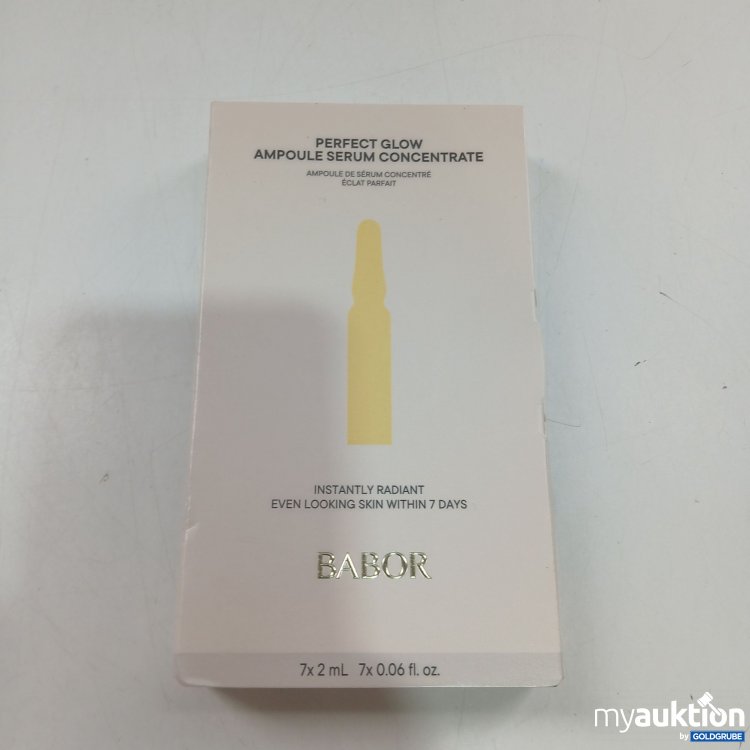 PERFECT GLOW
AMPOULE SERUM CONCENTRATE
AMPOULE DE SÉRUM CONCENTRÉ
ÉCLAT PARFAIT
INSTANTLY RADIANT
EVEN LOOKING SKIN WITHIN 7 DAYS
BABOR
7x 2 mL 7x 0.06 fl. oz.
myauktion
by GOLDGRUBE